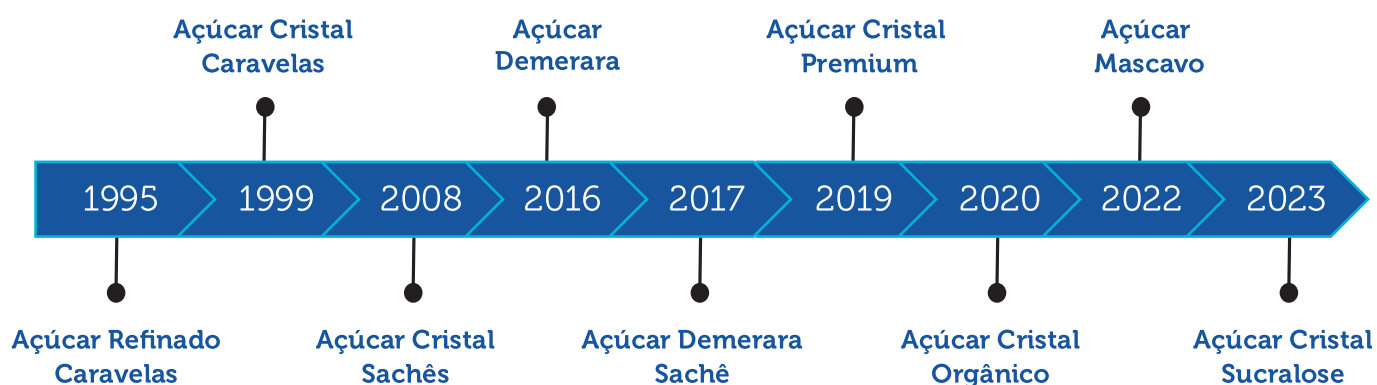 Açúcar Cristal
Caravelas
Açúcar
Demerara
Açúcar Cristal
Premium
Açúcar
Mascavo
1995
1999
2008
2016
2017
2019
2020
2022
2023
Açúcar Refinado
Caravelas
Açúcar Cristal
Sachês
Açúcar Demerara
Sachê
Açúcar Cristal
Orgânico
Açúcar Cristal
Sucralose